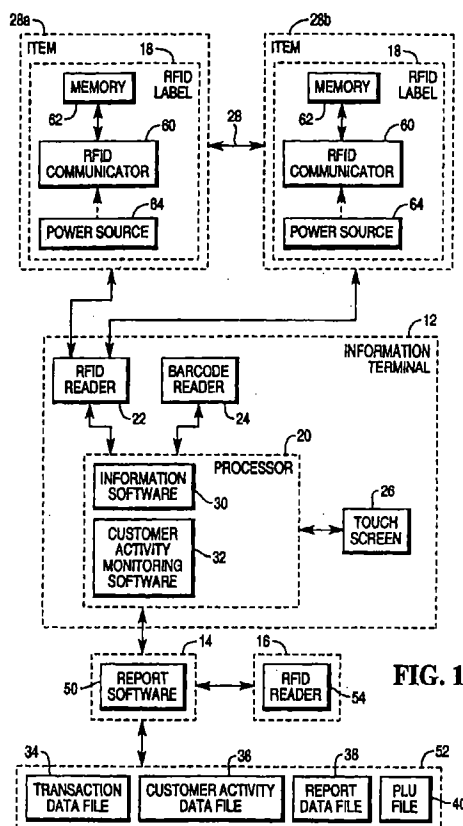 28a
28b
ITEM
18
RFID LABEL
MEMORY
62
60
RFID COMMUNICATOR
POWER SOURCE
64
28
ITEM
18
RFID LABEL
MEMORY
62
60
RFID COMMUNICATOR
POWER SOURCE
64
12
INFORMATION TERMINAL
RFID READER
22
BARCODE READER
24
20
PROCESSOR
INFORMATION SOFTWARE
30
26
TOUCH SCREEN
CUSTOMER ACTIVITY MONITORING SOFTWARE
32
14
16
50
REPORT SOFTWARE
RFID READER
54
FIG. 1
34
36
38
52
TRANSACTION DATA FILE
CUSTOMER ACTIVITY DATA FILE
REPORT DATA FILE
PLU FILE
40